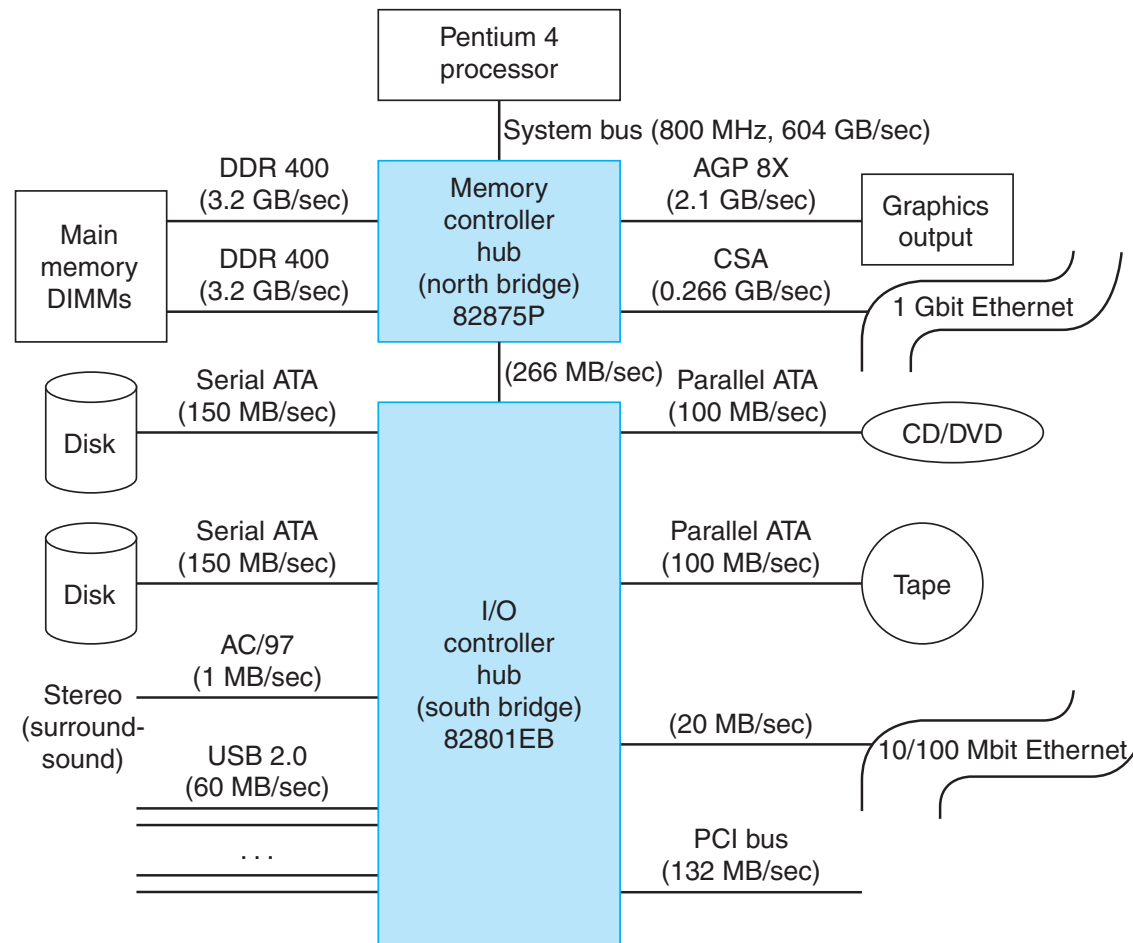 Pentium 4
processor
System bus (800 MHz, 604 GB/sec)
DDR 400
(3.2 GB/sec)
Memory
controller
hub
(north bridge)
82875P
AGP 8X
(2.1 GB/sec)
Graphics
output
Main
memory
DIMMs
DDR 400
(3.2 GB/sec)
CSA
(0.266 GB/sec)
1 Gbit Ethernet
(266 MB/sec)
Serial ATA
(150 MB/sec)
Disk
Parallel ATA
(100 MB/sec)
CD/DVD
Serial ATA
(150 MB/sec)
Disk
Parallel ATA
(100 MB/sec)
Tape
I/O
controller
hub
(south bridge)
82801EB
AC/97
(1 MB/sec)
Stereo
(surround-
sound)
USB 2.0
(60 MB/sec)
. . .
(20 MB/sec)
10/100 Mbit Ethernet
PCI bus
(132 MB/sec)